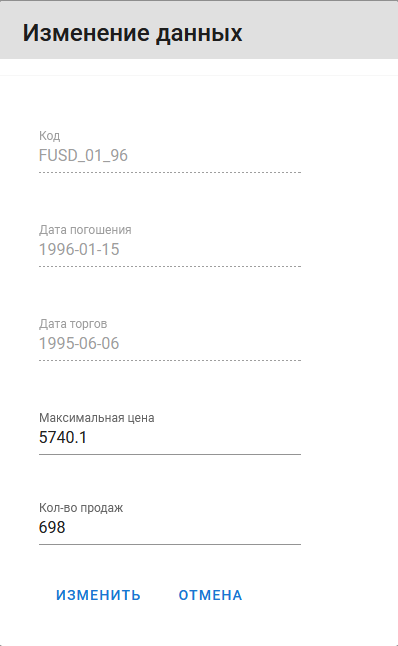 Изменение данных
Код
FUSD_01_96
Дата погошения
1996-01-15
Дата торгов
1995-06-06
Максимальная цена
5740.1
Кол-во продаж
698
ИЗМЕНИТЬ ОТМЕНА